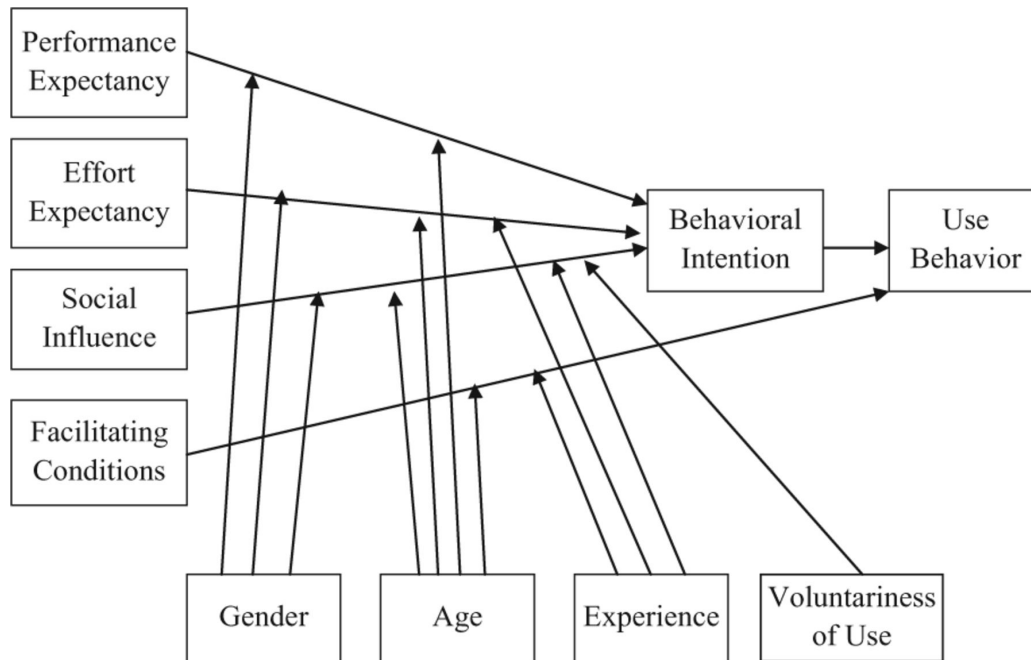 Performance
Expectancy
Effort
Expectancy
Social
Influence
Facilitating
Conditions
Behavioral
Intention
Use
Behavior
Gender
Age
Experience
Voluntariness
of Use